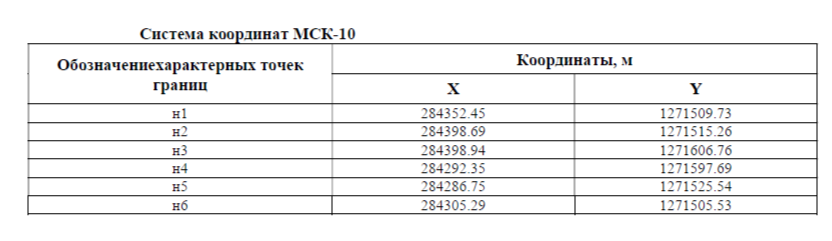 Система координат МСК-10
Обозначениехарактерных точек границ
Координаты, м
X Y
н1 284352.45 1271509.73
н2 284398.69 1271515.26
н3 284398.94 1271606.76
н4 284292.35 1271597.69
н5 284286.75 1271525.54
н6 284305.29 1271505.53